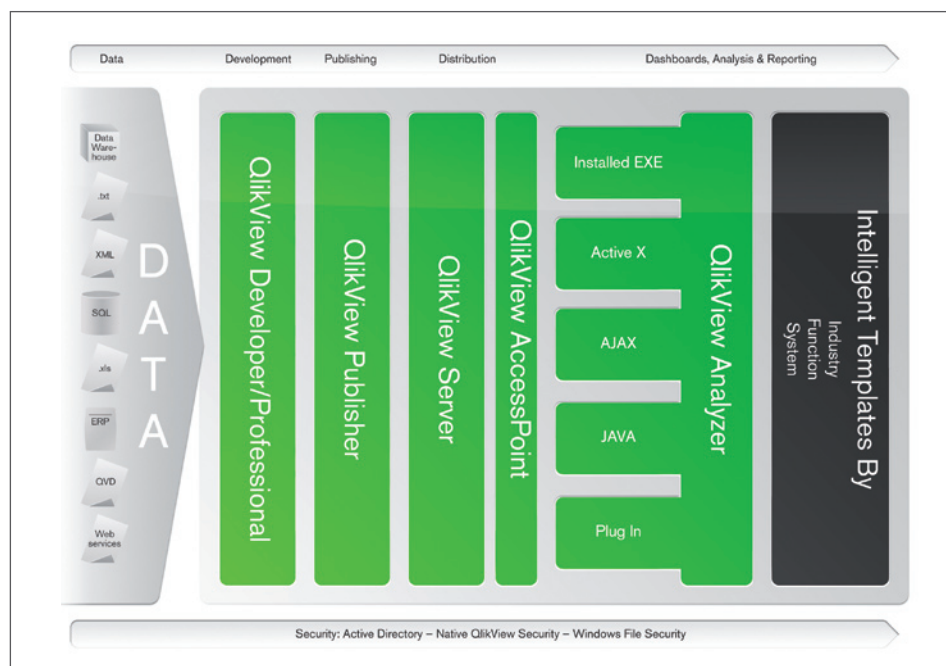 Data
Development
Publishing
Distribution
Dashboards, Analysis & Reporting
Data
Ware-
house
.txt
XML
SQL
.xls
ERP
QVD
Web
services
DATA
QlikView Developer/Professional
QlikView Publisher
QlikView Server
QlikView AccessPoint
Installed EXE
Active X
AJAX
JAVA
Plug In
QlikView Analyzer
Intelligent Templates By
Industry
Function
System
Security: Active Directory – Native QlikView Security – Windows File Security